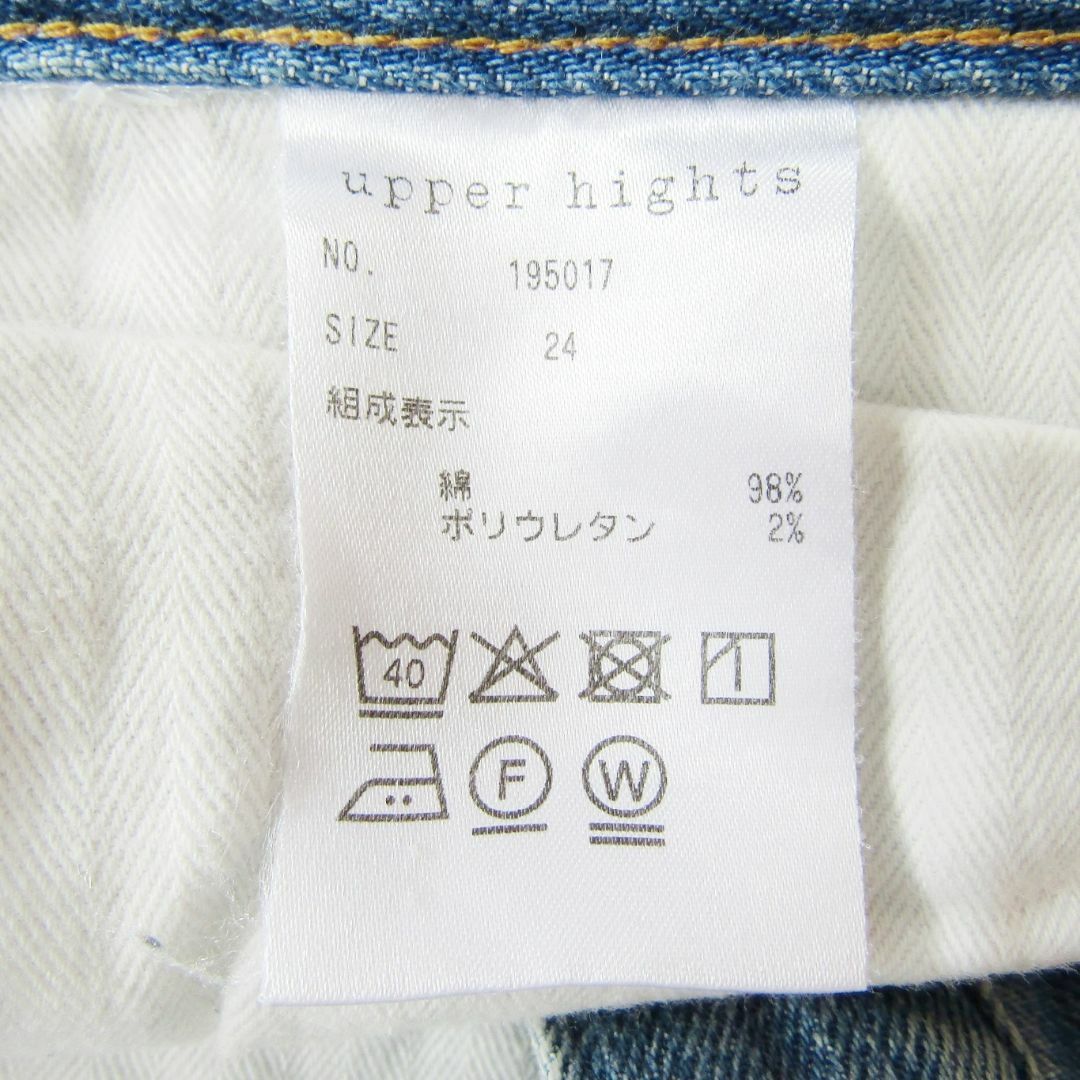 upper hights
NO. 195017
SIZE 24
組成表示
綿 98%
ポリウレタン 2%
40
F W